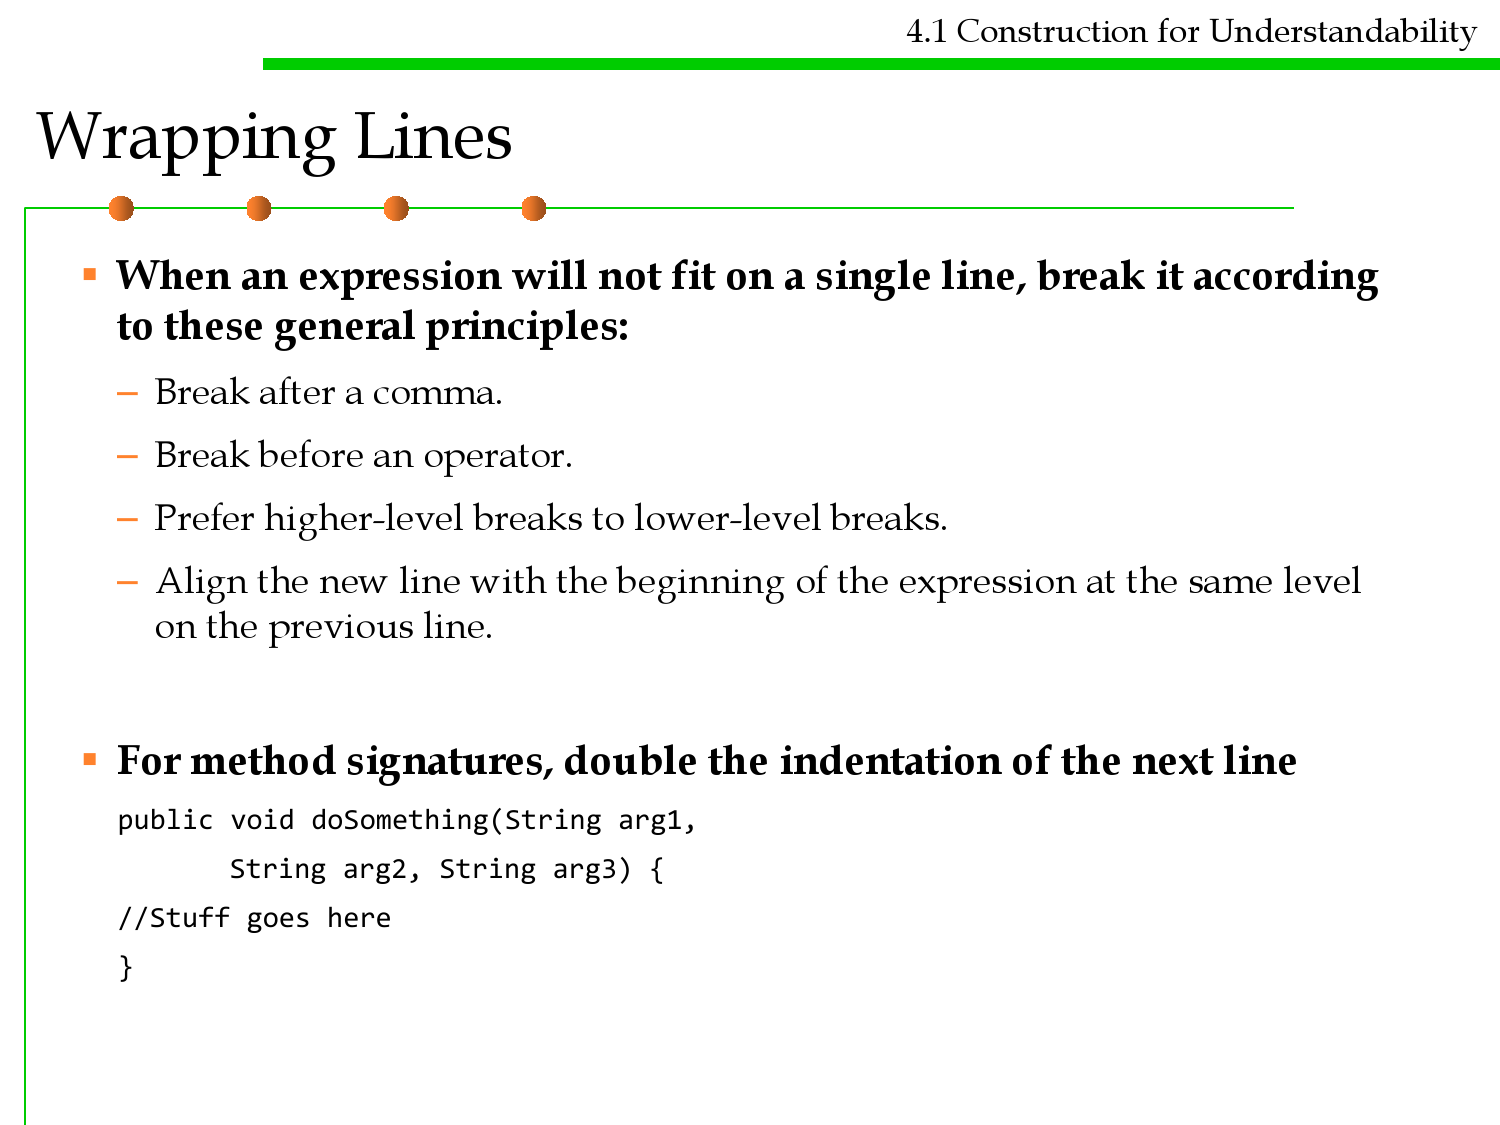 4.1 Construction for Understandability
Wrapping Lines
▪ When an expression will not fit on a single line, break it according
to these general principles:
– Break after a comma.
– Break before an operator.
– Prefer higher-level breaks to lower-level breaks.
– Align the new line with the beginning of the expression at the same level
on the previous line.
▪ For method signatures, double the indentation of the next line
public void doSomething(String arg1,
       String arg2, String arg3) {
//Stuff goes here
}